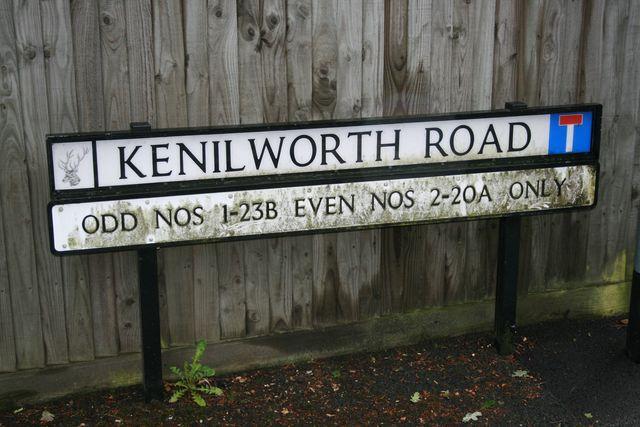 KENILWORTH ROAD
ODD NOS 1-23B EVEN NOS 2-20A ONLY